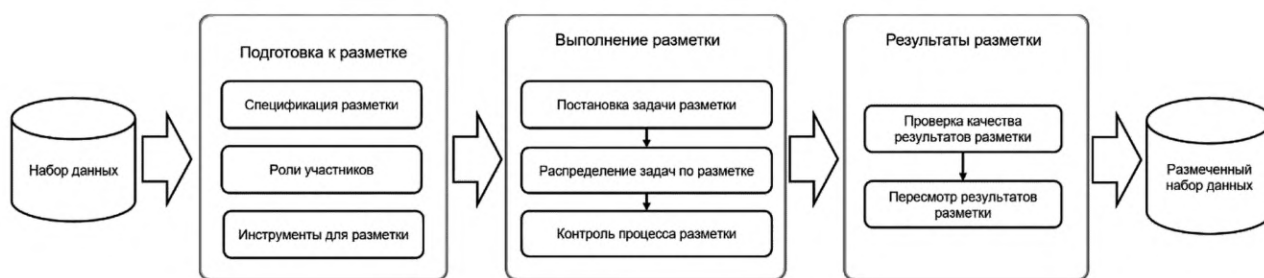 Набор данных
Подготовка к разметке
Спецификация разметки
Роли участников
Инструменты для разметки
Выполнение разметки
Постановка задачи разметки
Распределение задач по разметке
Контроль процесса разметки
Результаты разметки
Проверка качества
результатов разметки
Пересмотр результатов
разметки
Размеченный
набор данных